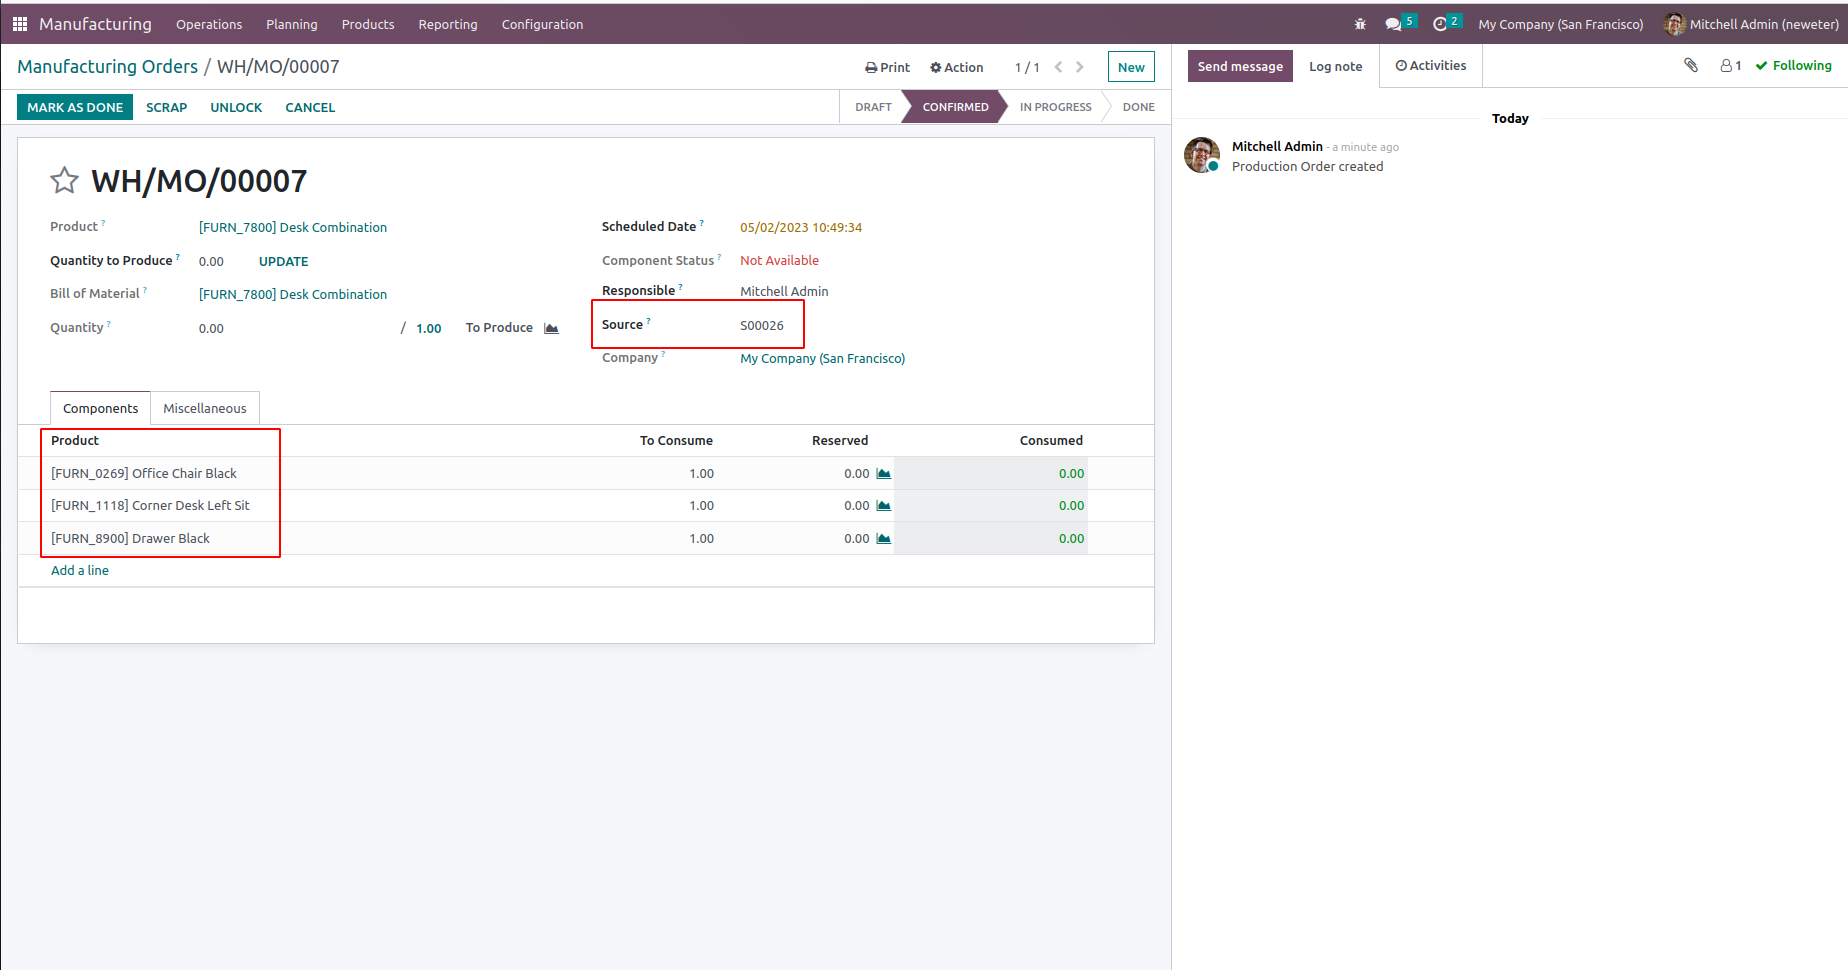 Manufacturing Operations Planning Products Reporting Configuration 5 2 My Company (San Francisco) Mitchell Admin (neweter)
Manufacturing Orders / WH/MO/00007 Print Action 1 / 1 New
MARK AS DONE SCRAP UNLOCK CANCEL DRAFT CONFIRMED IN PROGRESS DONE
WH/MO/00007
Product ? [FURN_7800] Desk Combination
Quantity to Produce ? 0.00 UPDATE
Bill of Material ? [FURN_7800] Desk Combination
Quantity ? 0.00 / 1.00 To Produce
Scheduled Date ? 05/02/2023 10:49:34
Component Status ? Not Available
Responsible ? Mitchell Admin
Source ? S00026
Company ? My Company (San Francisco)
Components Miscellaneous
Product To Consume Reserved Consumed
[FURN_0269] Office Chair Black 1.00 0.00 0.00
[FURN_1118] Corner Desk Left Sit 1.00 0.00 0.00
[FURN_8900] Drawer Black 1.00 0.00 0.00
Add a line
Send message Log note Activities 1 Following
Today
Mitchell Admin - a minute ago
Production Order created